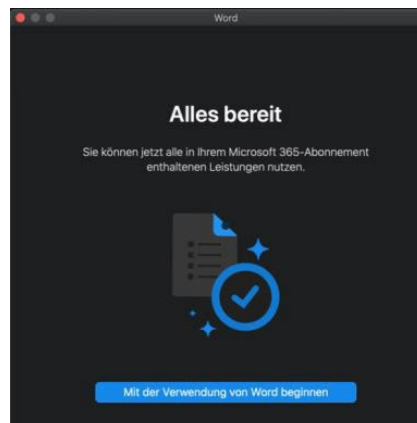 Word
Alles bereit
Sie können jetzt alle in Ihrem Microsoft 365-Abonnement
enthaltenen Leistungen nutzen.
Mit der Verwendung von Word beginnen